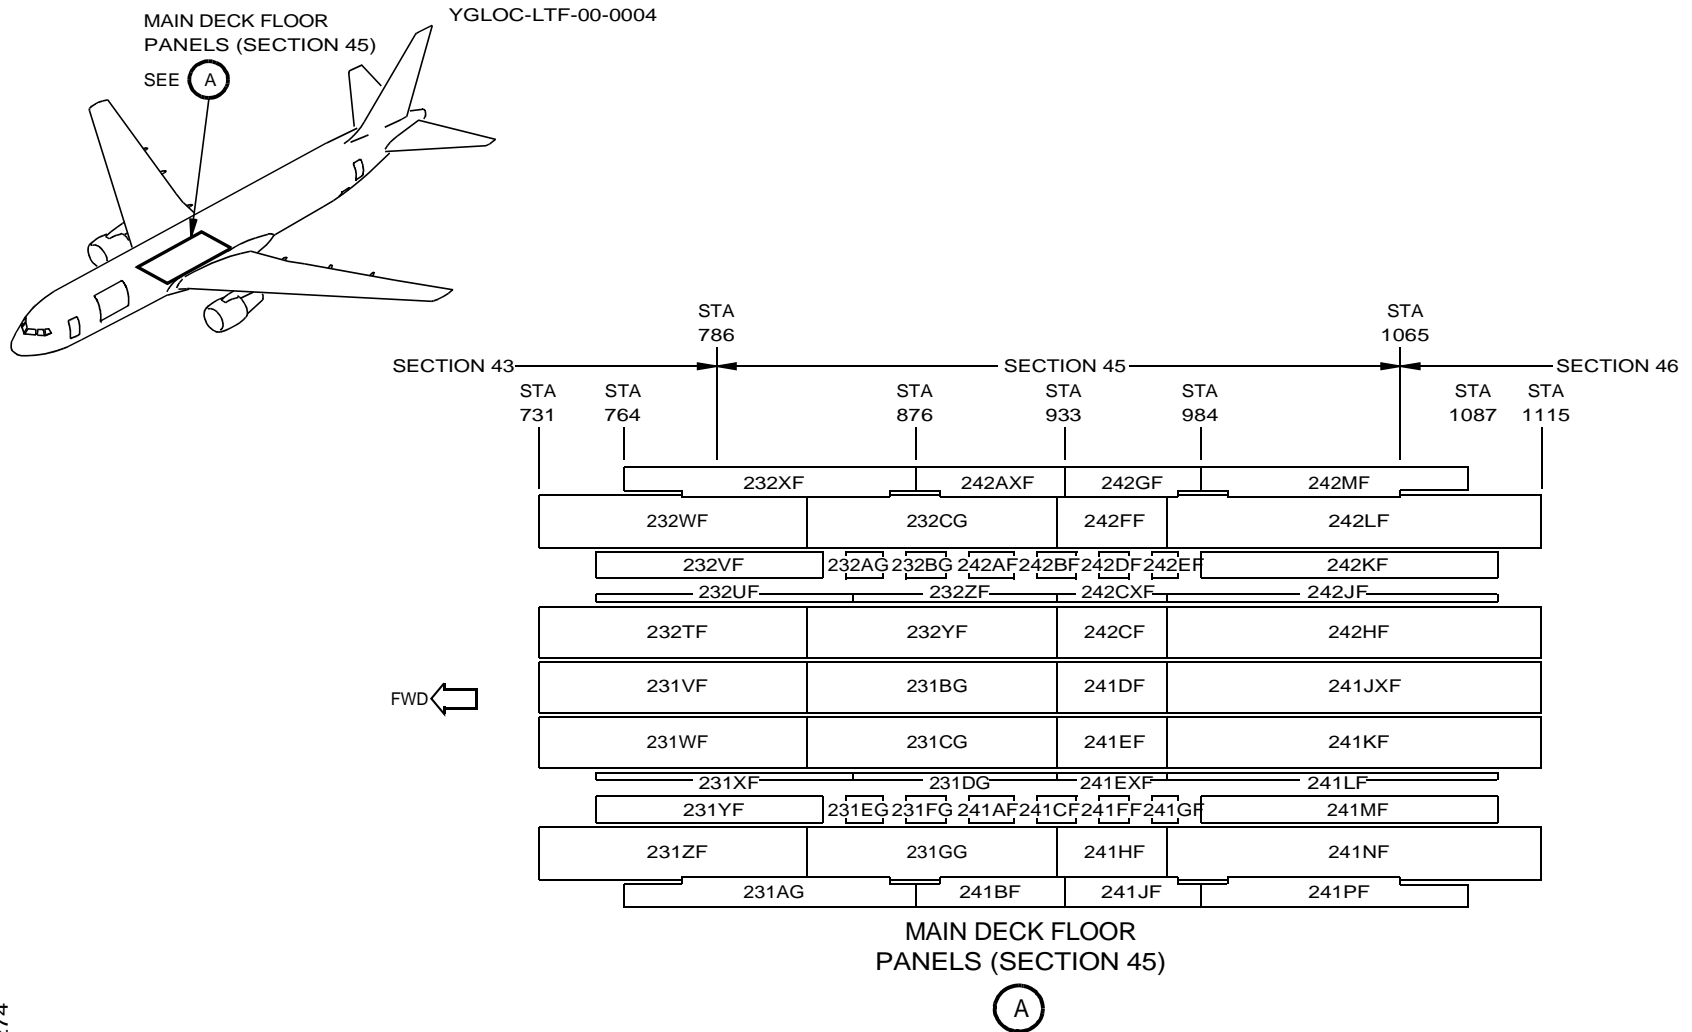 YGLOC-LTF-00-0004
MAIN DECK FLOOR
PANELS (SECTION 45)
SEE A
STA
786
STA
1065
SECTION 43
SECTION 45
SECTION 46
STA
731
STA
764
STA
876
STA
933
STA
984
STA
1087
STA
1115
232XF 242AXF 242GF 242MF
232WF 232CG 242FF 242LF
232VF 232AG 232BG 242AF 242BF 242DF 242EF 242KF
232UF 232ZF 242CXF 242JF
232TF 232YF 242CF 242HF
FWD
231VF 231BG 241DF 241JXF
231WF 231CG 241EF 241KF
231XF 231DG 241EXF 241LF
231YF 231EG 231FG 241AF 241CF 241FF 241GF 241MF
231ZF 231GG 241HF 241NF
231AG 241BF 241JF 241PF
MAIN DECK FLOOR
PANELS (SECTION 45)
A